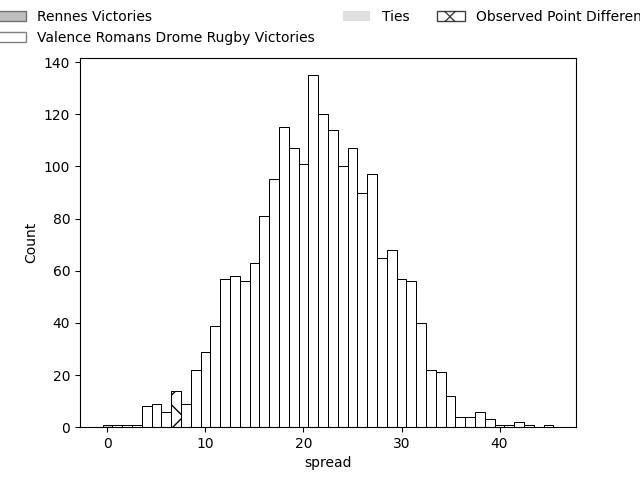 Rennes Victories
Ties
Observed Point Differen
Valence Romans Drome Rugby Victories
140
120
100
80
60
40
20
0
Count
0 10 20 30 40
spread